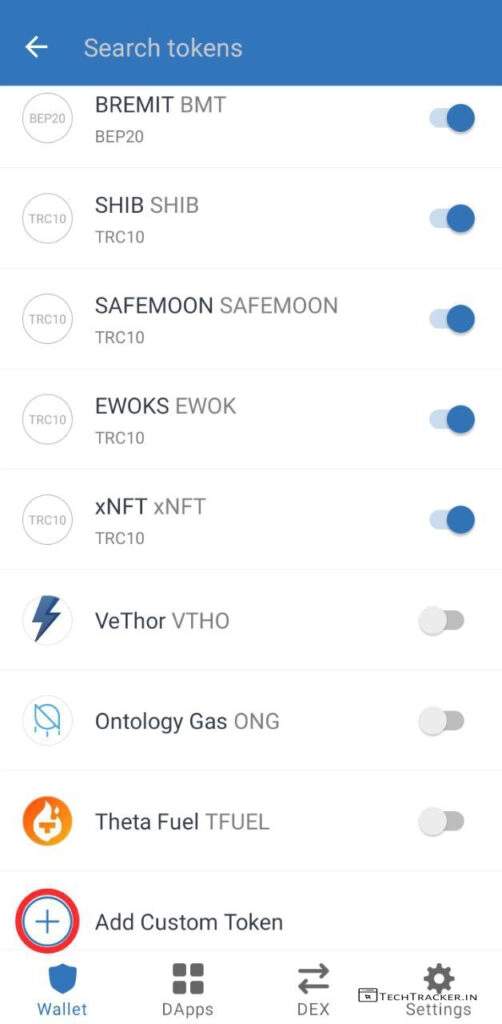 Search tokens
BEP20
BREMIT BMT
BEP20
TRC10
SHIB SHIB
TRC10
TRC10
SAFEMOON SAFEMOON
TRC10
TRC10
EWOKS EWOK
TRC10
TRC10
xNFT xNFT
TRC10
VeThor VTHO
Ontology Gas ONG
Theta Fuel TFUEL
Add Custom Token
TECHTRACKER.IN
Wallet DApps DEX Settings